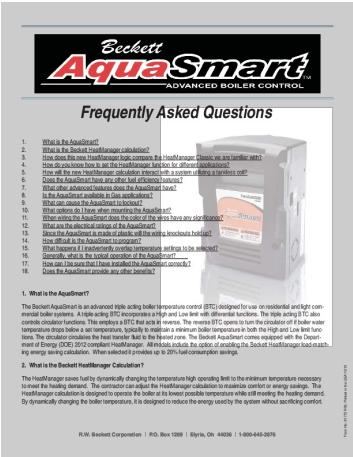 Beckett
AquaSmart™
ADVANCED BOILER CONTROL
Frequently Asked Questions
1. What is the AquaSmart?
2. What is the Beckett HeatManager calculation?
3. How does this new HeatManager logic compare the HeatManager Classic we are familiar with?
4. How do you know how to set the HeatManager function for different applications?
5. How will the new HeatManager calculation interact with a system utilizing a tankless coil?
6. Does the AquaSmart have any other fuel efficiency features?
7. What other advanced features does the AquaSmart have?
8. Is the AquaSmart available in Gas applications?
9. What can cause the AquaSmart to lockout?
10. What options do I have when mounting the AquaSmart?
11. When wiring the AquaSmart does the color of the wires have any significance?
12. What are the electrical ratings of the AquaSmart?
13. Since the AquaSmart is made of plastic will the wiring knockouts hold up?
14. How difficult is the AquaSmart to program?
15. What happens if I inadvertently overlap temperature settings to be selected?
16. Generally, what is the typical operation of the AquaSmart?
17. How can I be sure that I have installed the AquaSmart correctly?
18. Does the AquaSmart provide any other benefits?
1. What is the AquaSmart?
The Beckett AquaSmart is an advanced triple acting boiler temperature control (BTC) designed for use on residential and light com-
mercial boiler systems. A triple acting BTC incorporates a High and Low limit with differential functions. The triple acting BTC also
controls circulator functions. This employs a BTC that acts in reverse. The reverse BTC opens to turn the circulator off if boiler water
temperature drops below a set temperature, typically to maintain a minimum boiler temperature in both the High and Low limit func-
tions. The circulator circulates the heat transfer fluid to the heated zone. The Beckett AquaSmart comes equipped with the Depart-
ment of Energy (DOE) 2012 compliant HeatManager. All models include the option of enabling the Beckett HeatManager load-match-
ing energy saving calculation. When selected it provides up to 20% fuel consumption savings.
2. What is the Beckett HeatManager Calculation?
The HeatManager saves fuel by dynamically changing the temperature high operating limit to the minimum temperature necessary
to meet the heating demand. The contractor can adjust the HeatManager calculation to maximize comfort or energy savings. The
HeatManager calculation is designed to operate the boiler at its lowest possible temperature while still meeting the heating demand.
By dynamically changing the boiler temperature, it is designed to reduce the energy used by the system without sacrificing comfort.
R.W. Beckett Corporation | P.O. Box 1289 | Elyria, Oh 44036 | 1-800-645-2876